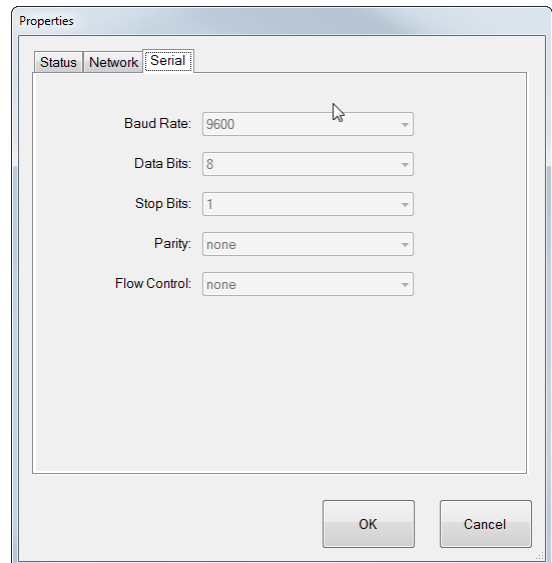 Properties
Status Network Serial
Baud Rate: 9600
Data Bits: 8
Stop Bits: 1
Parity: none
Flow Control: none
OK Cancel